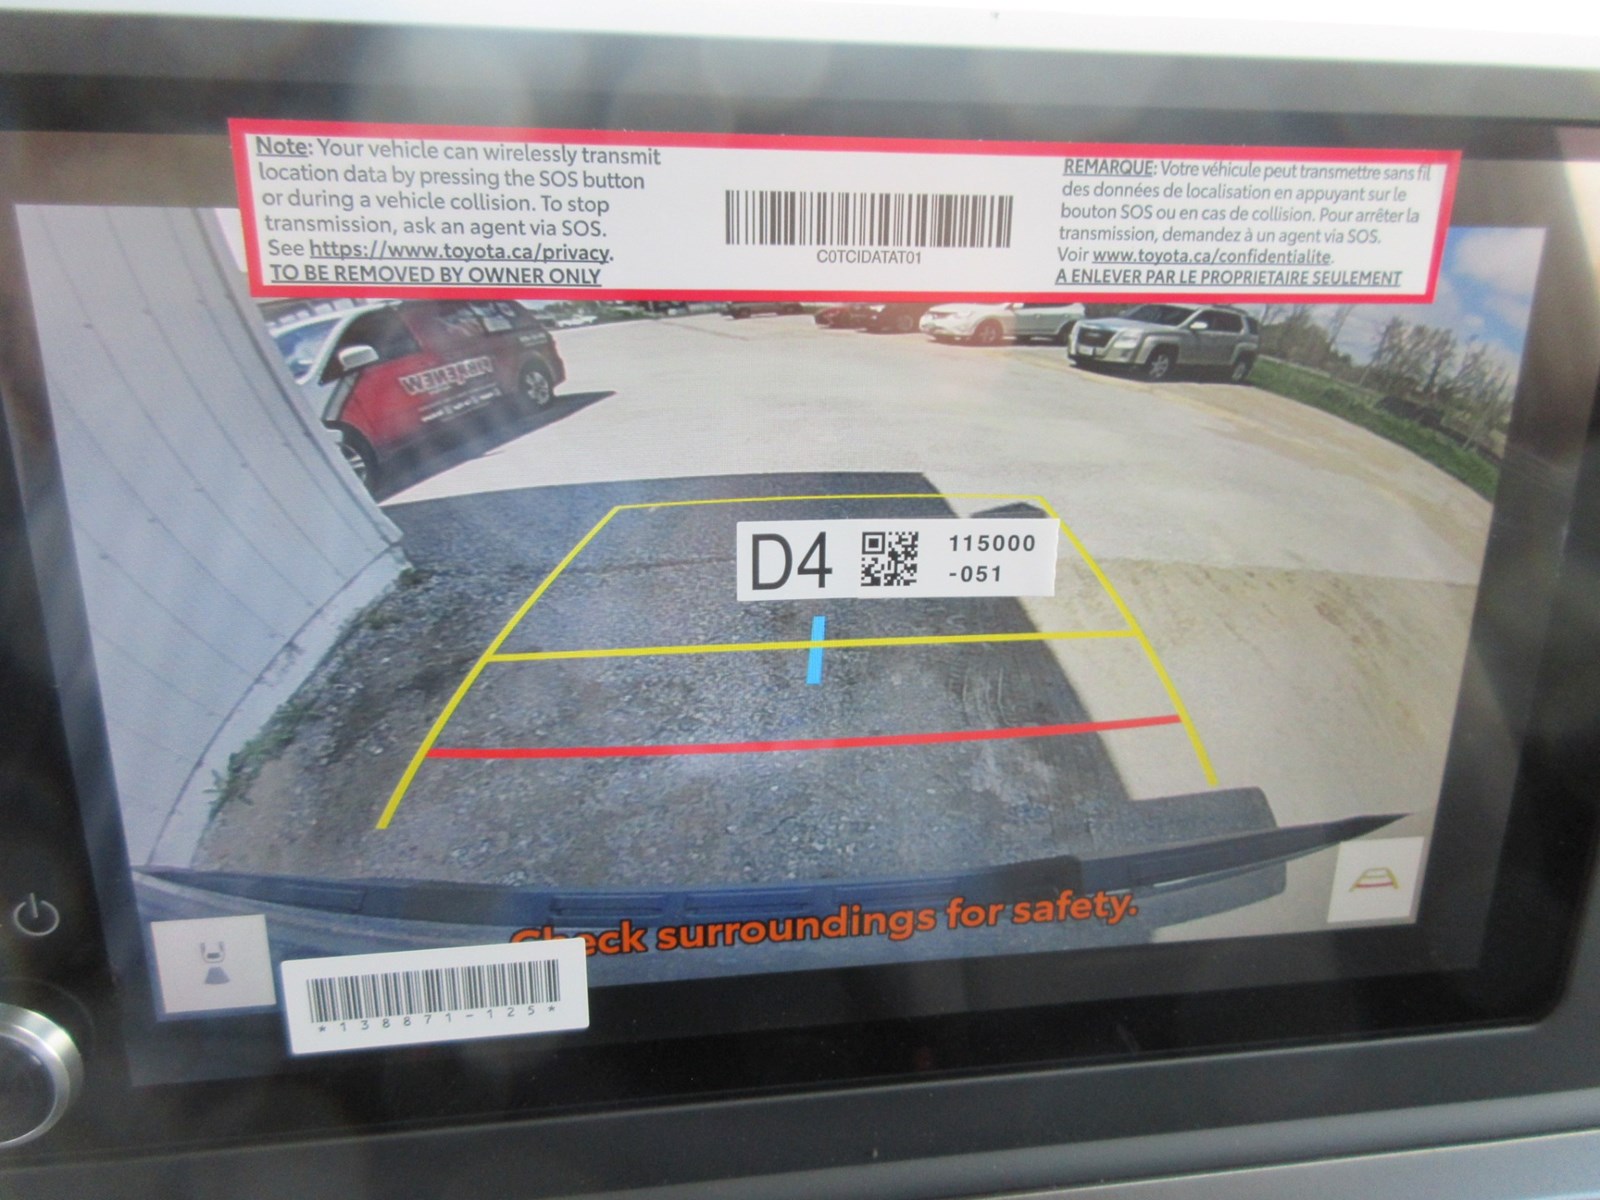 Note: Your vehicle can wirelessly transmit
location data by pressing the SOS button
or during a vehicle collision. To stop
transmission, ask an agent via SOS.
See https://www.toyota.ca/privacy.
TO BE REMOVED BY OWNER ONLY
C0TCIDATAT01
REMARQUE: Votre véhicule peut transmettre sans fil
des données de localisation en appuyant sur le
bouton SOS ou en cas de collision. Pour arrêter la
transmission, demandez à un agent via SOS.
Voir www.toyota.ca/confidentialite.
A ENLEVER PAR LE PROPRIETAIRE SEULEMENT
D4
115000
-051
Check surroundings for safety.
*138871-125*